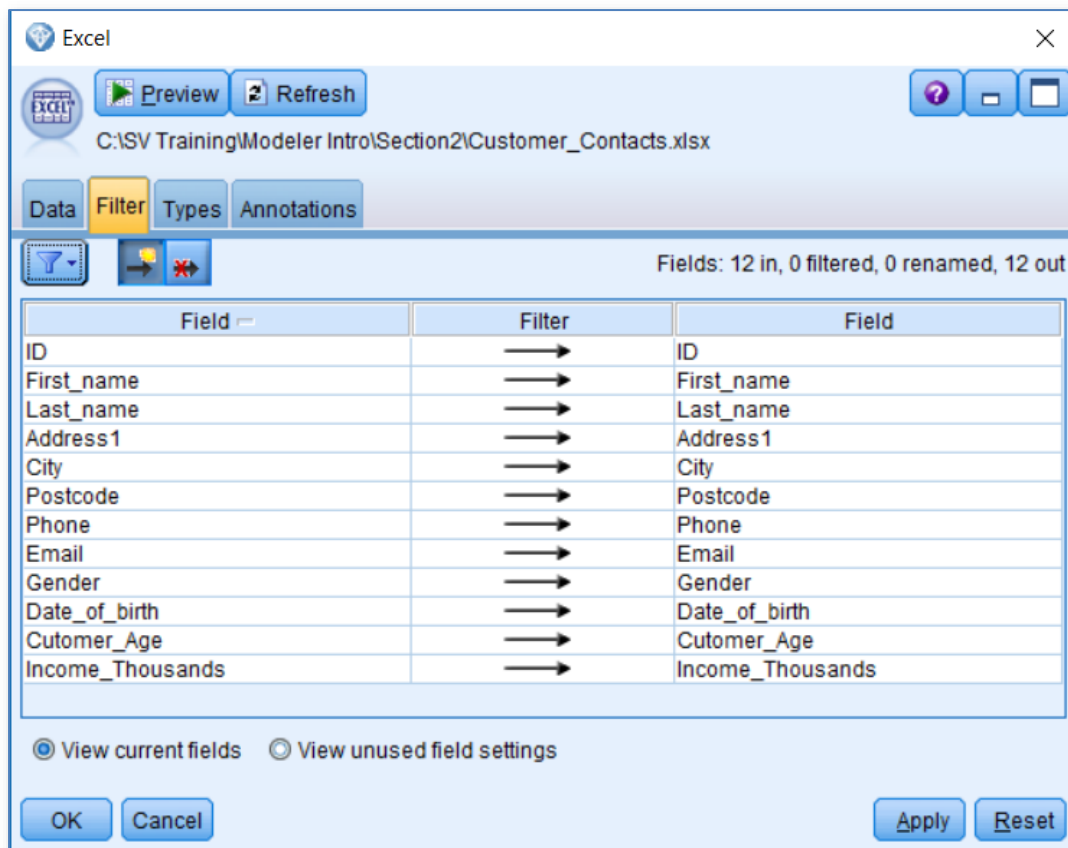 Excel
Preview Refresh
EXCEL
C:\SV Training\Modeler Intro\Section2\Customer_Contacts.xlsx
Data Filter Types Annotations
Fields: 12 in, 0 filtered, 0 renamed, 12 out
Field Filter Field
ID ID
First_name First_name
Last_name Last_name
Address1 Address1
City City
Postcode Postcode
Phone Phone
Email Email
Gender Gender
Date_of_birth Date_of_birth
Cutomer_Age Cutomer_Age
Income_Thousands Income_Thousands
View current fields View unused field settings
OK Cancel Apply Reset